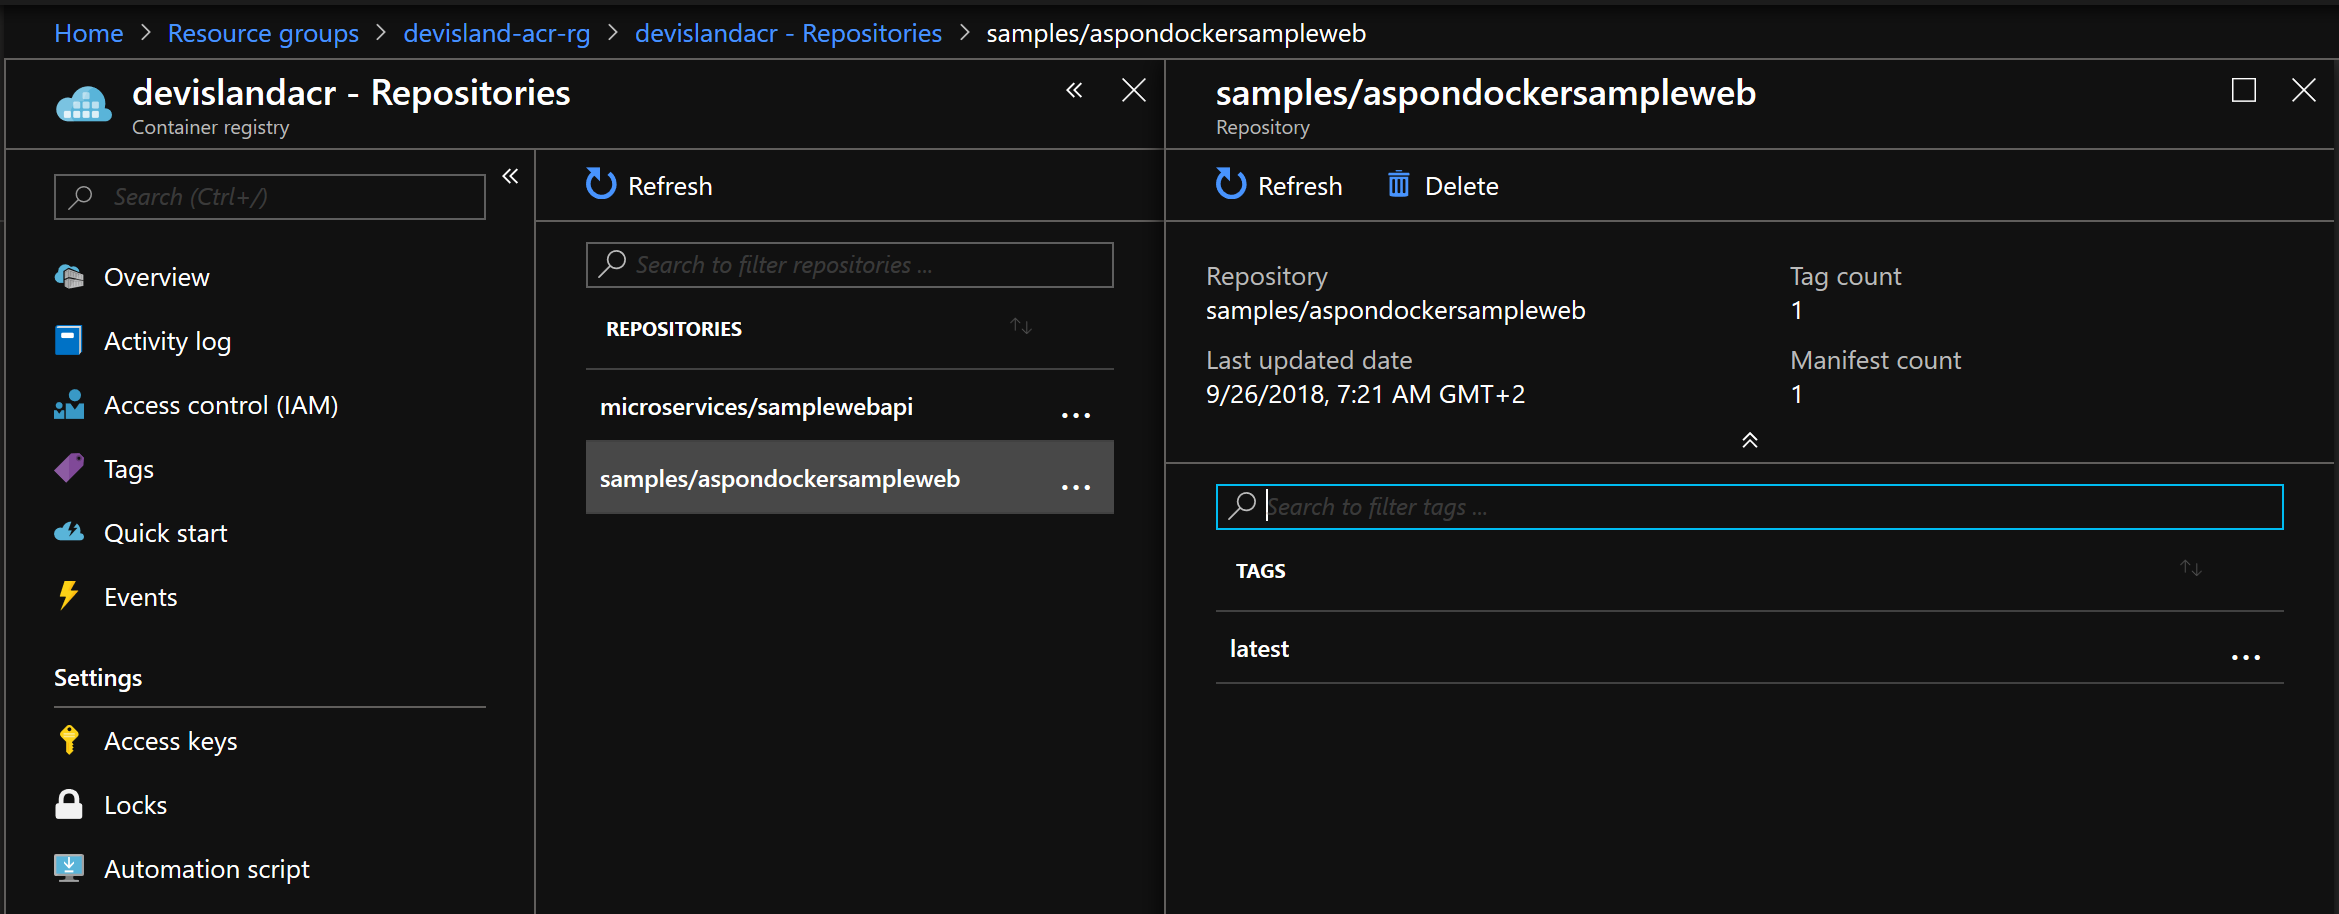 Home > Resource groups > devisland-acr-rg > devislandacr - Repositories > samples/aspondockersampleweb
devislandacr - Repositories
Container registry
Search (Ctrl+/)
Overview
Activity log
Access control (IAM)
Tags
Quick start
Events
Settings
Access keys
Locks
Automation script
Refresh
Search to filter repositories ...
REPOSITORIES
microservices/samplewebapi ...
samples/aspondockersampleweb ...
samples/aspondockersampleweb
Repository
Refresh Delete
Repository
samples/aspondockersampleweb
Tag count
1
Last updated date
9/26/2018, 7:21 AM GMT+2
Manifest count
1
Search to filter tags ...
TAGS
latest ...